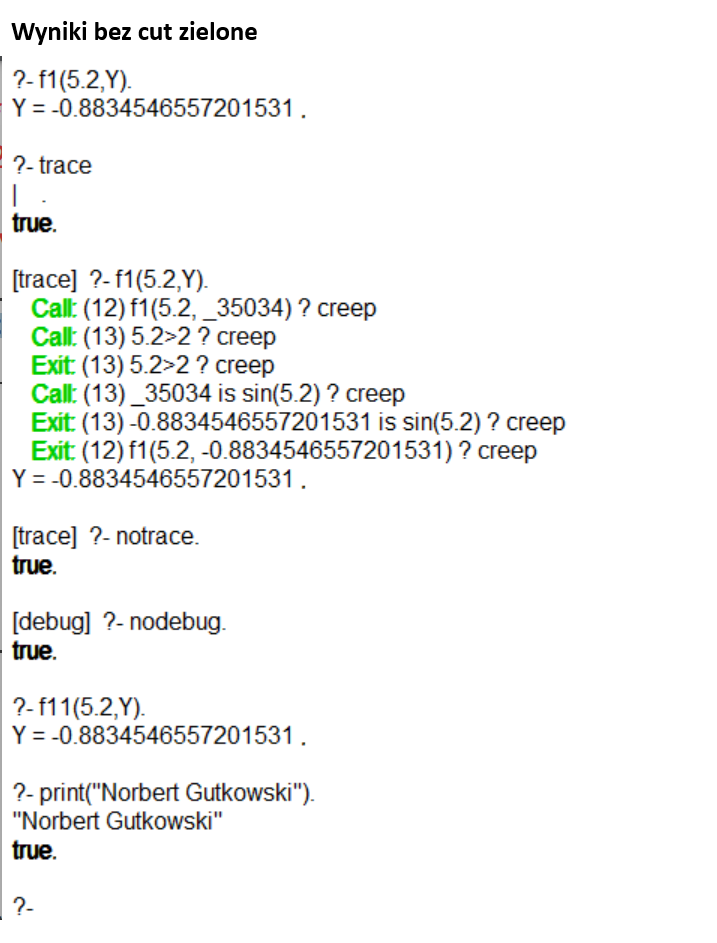 Wyniki bez cut zielone
?- f1(5.2,Y).
Y = -0.8834546557201531 .
?- trace
| .
true.
[trace] ?- f1(5.2,Y).
Call: (12) f1(5.2, _35034) ? creep
Call: (13) 5.2>2 ? creep
Exit: (13) 5.2>2 ? creep
Call: (13) _35034 is sin(5.2) ? creep
Exit: (13) -0.8834546557201531 is sin(5.2) ? creep
Exit: (12) f1(5.2, -0.8834546557201531) ? creep
Y = -0.8834546557201531 .
[trace] ?- notrace.
true.
[debug] ?- nodebug.
true.
?- f11(5.2,Y).
Y = -0.8834546557201531 .
?- print("Norbert Gutkowski").
"Norbert Gutkowski"
true.
?-